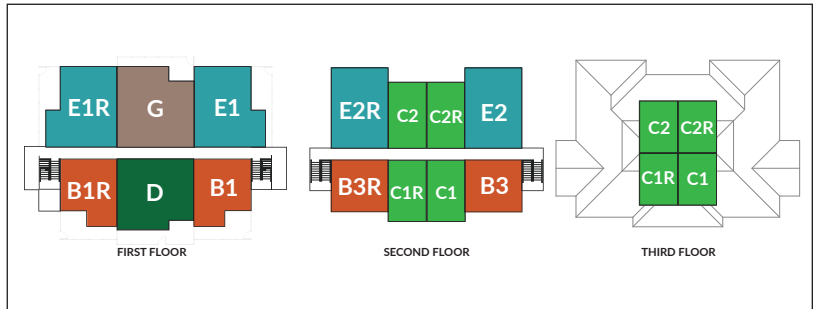 E1R G E1
B1R D B1
FIRST FLOOR
E2R C2 C2R E2
B3R C1R C1 B3
SECOND FLOOR
C2 C2R
C1R C1
THIRD FLOOR